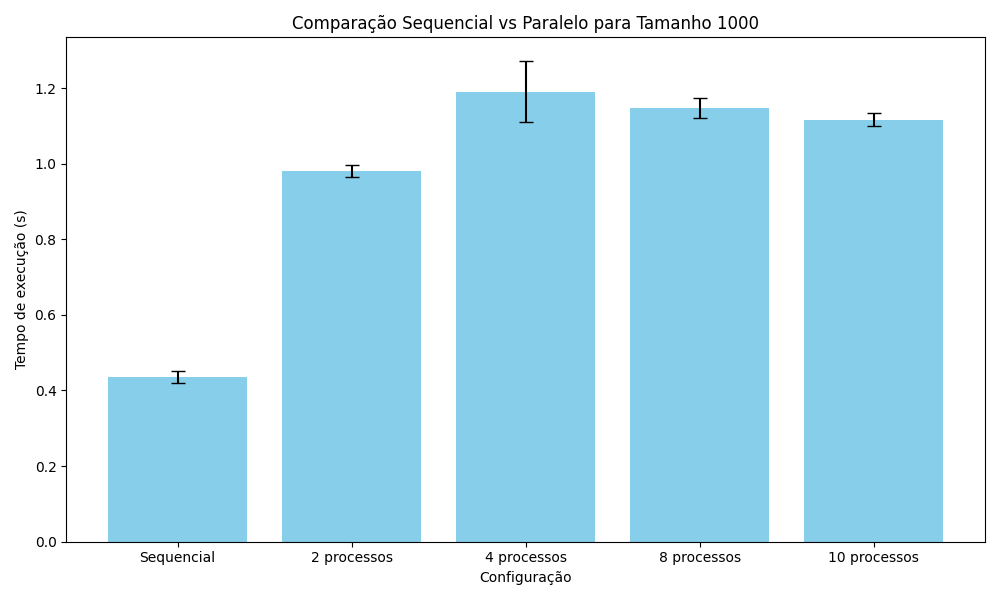 Comparação Sequencial vs Paralelo para Tamanho 1000
Tempo de execução (s)
1.2
1.0
0.8
0.6
0.4
0.2
0.0
Sequencial
2 processos
4 processos
8 processos
10 processos
Configuração